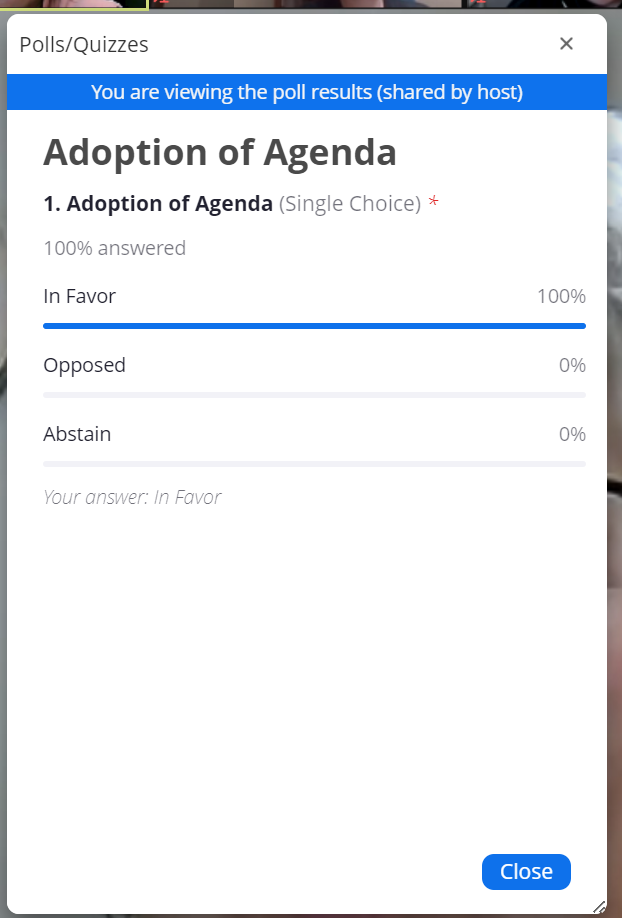 Polls/Quizzes
You are viewing the poll results (shared by host)
Adoption of Agenda
1. Adoption of Agenda (Single Choice) *
100% answered
In Favor 100%
Opposed 0%
Abstain 0%
Your answer: In Favor
Close